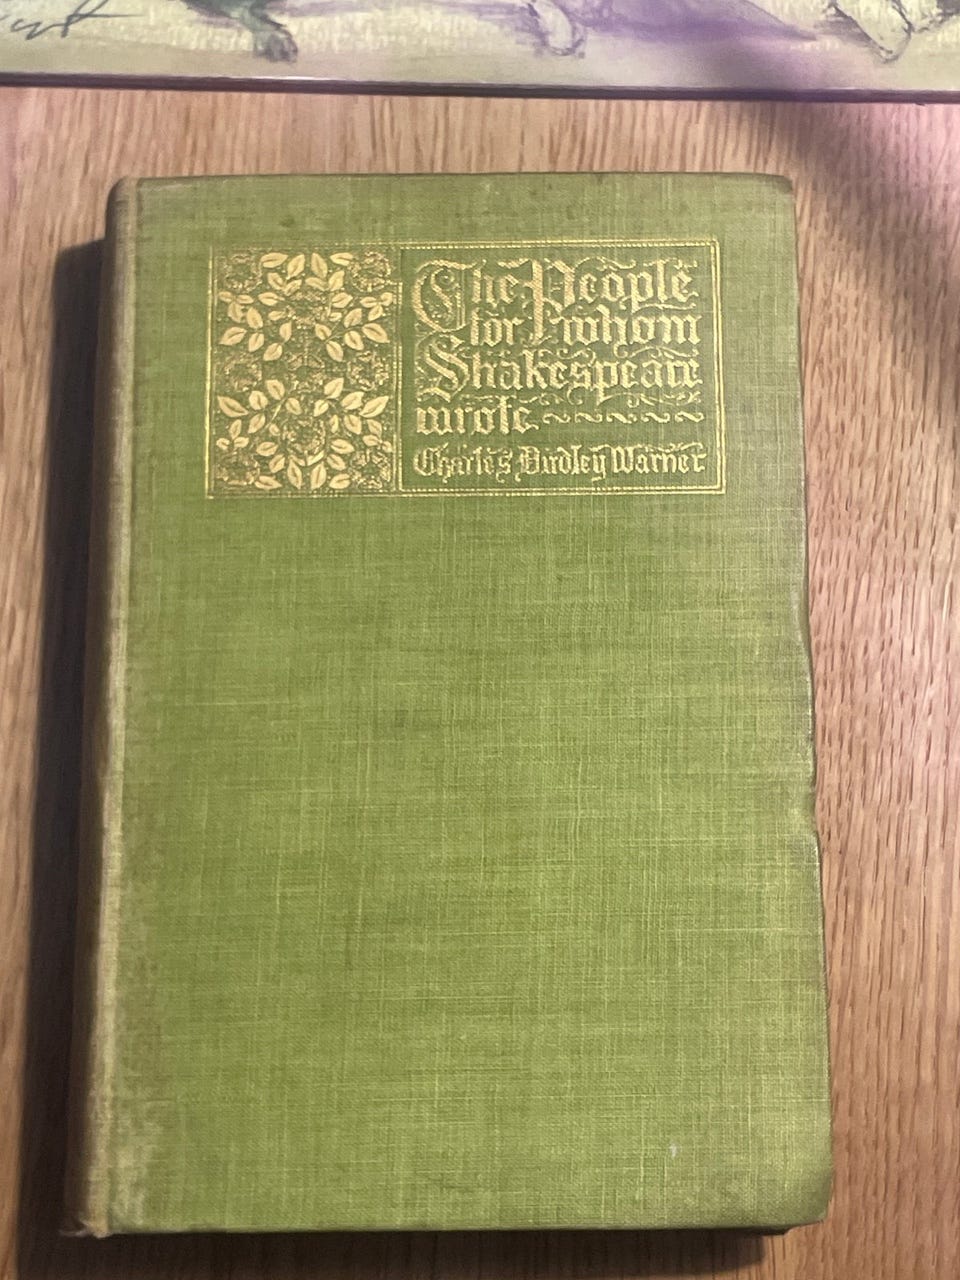 The People
for whom
Shakespeare
wrote
Charles Dudley Warner